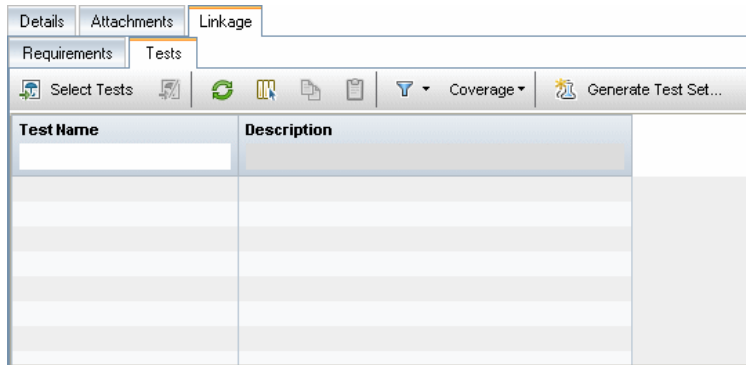 Details Attachments Linkage
Requirements Tests
Select Tests Coverage Generate Test Set...
Test Name Description